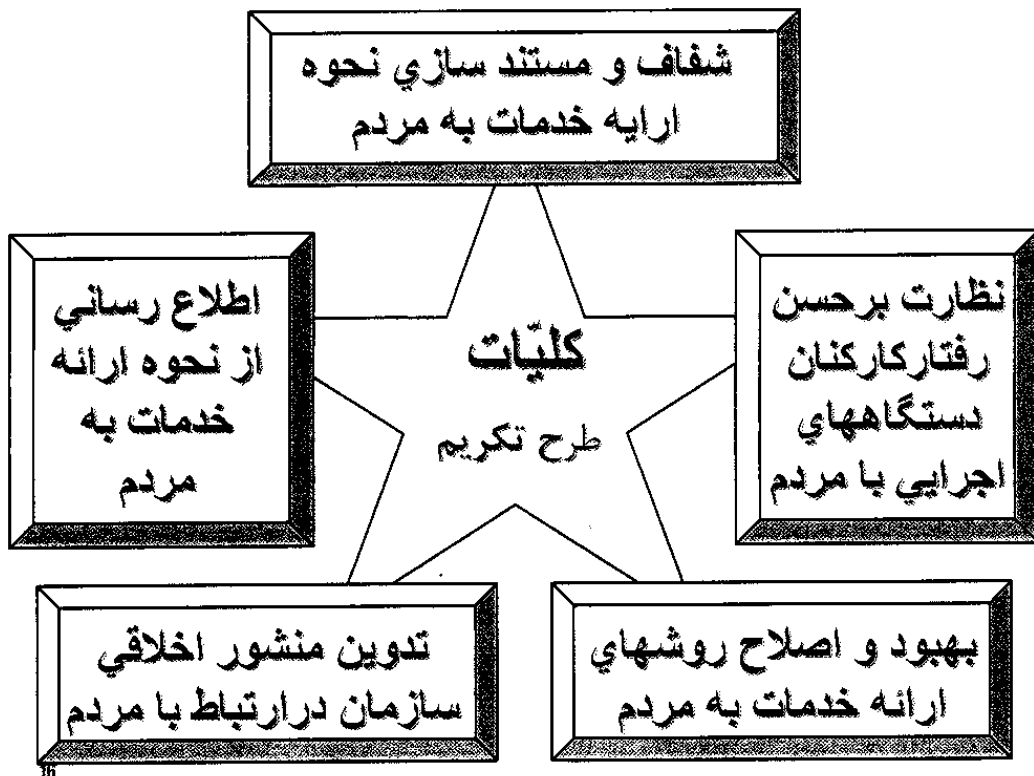 شفاف و مستند سازي نحوه
ارايه خدمات به مردم
نظارت برحسن
رفتاركاركنان
دستگاههاي
اجرايي با مردم
اطلاع رساني
از نحوه ارائه
خدمات به
مردم
كليّات
طرح تكريم
بهبود و اصلاح روشهاي
ارائه خدمات به مردم
تدوين منشور اخلاقي
سازمان درارتباط با مردم